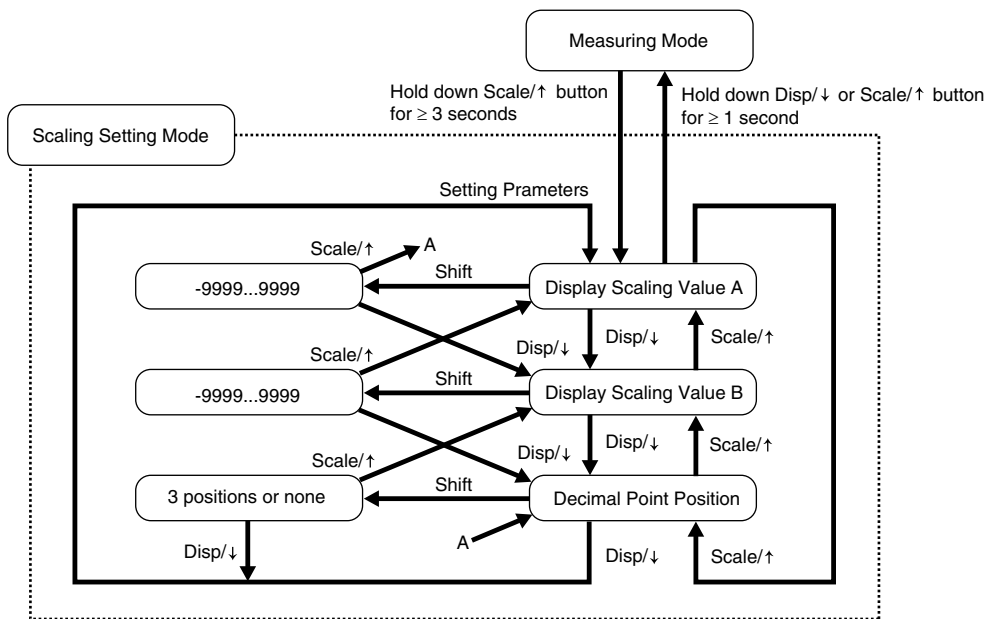 Measuring Mode
Hold down Scale/↑ button
for ≥ 3 seconds
Hold down Disp/↓ or Scale/↑ button
for ≥ 1 second
Scaling Setting Mode
Setting Prameters
Scale/↑
A
-9999...9999
Shift
Display Scaling Value A
Scale/↑
Disp/↓
Disp/↓
Scale/↑
-9999...9999
Shift
Display Scaling Value B
Scale/↑
Disp/↓
Disp/↓
Scale/↑
3 positions or none
Shift
Decimal Point Position
Disp/↓
A
Disp/↓
Scale/↑